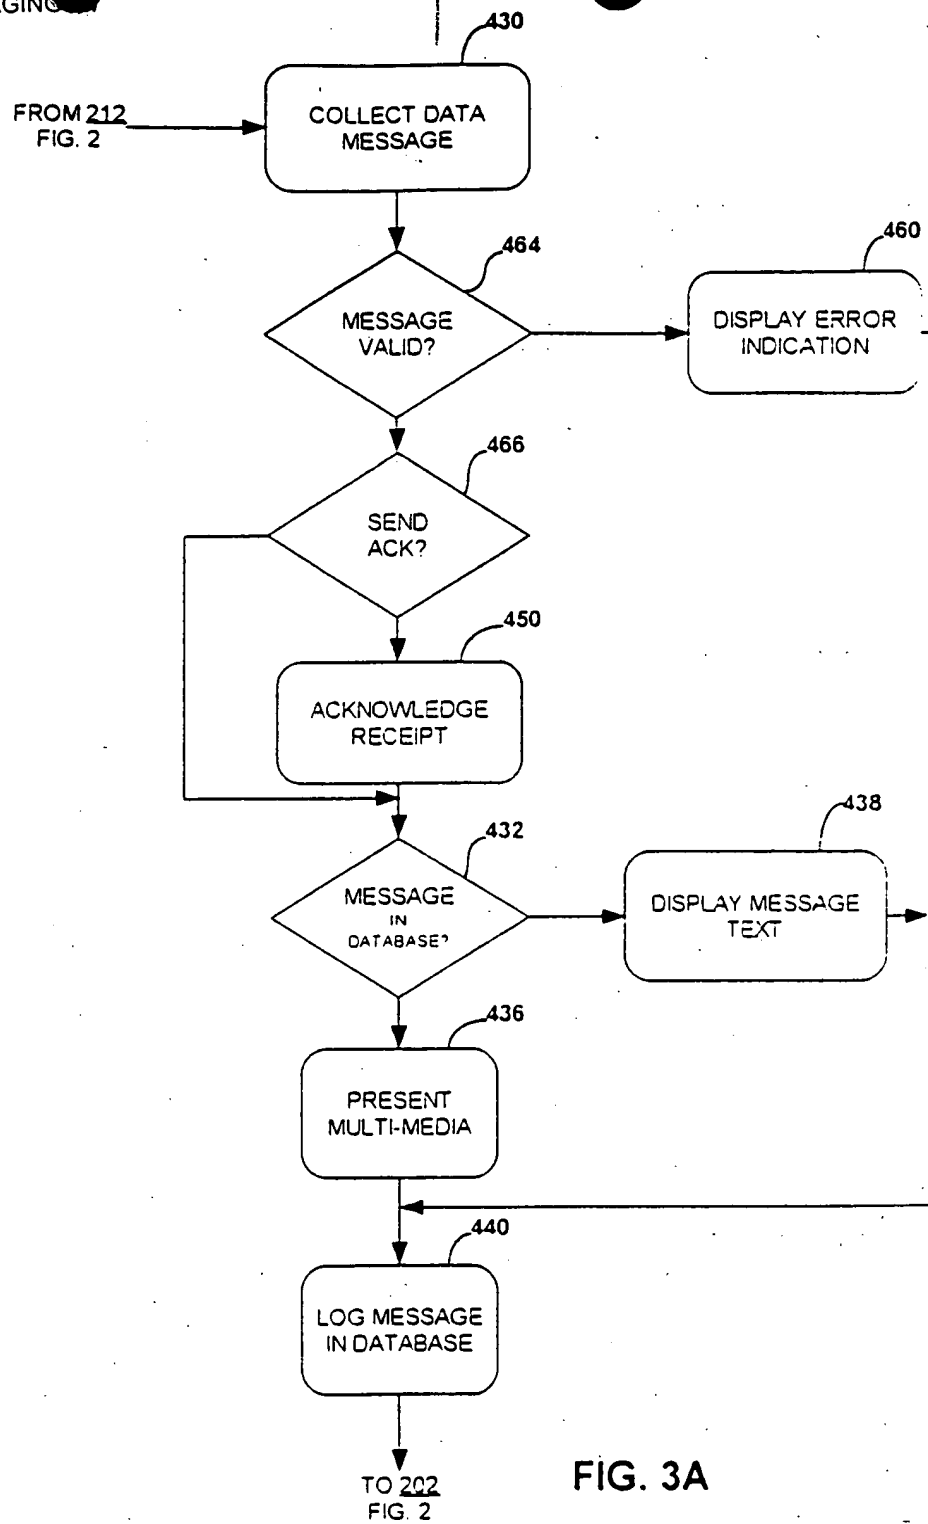 430
FROM 212
FIG. 2
COLLECT DATA
MESSAGE
464
460
MESSAGE
VALID?
DISPLAY ERROR
INDICATION
466
SEND
ACK?
450
ACKNOWLEDGE
RECEIPT
438
432
MESSAGE
IN
DATABASE?
DISPLAY MESSAGE
TEXT
436
PRESENT
MULTI-MEDIA
440
LOG MESSAGE
IN DATABASE
TO 202
FIG. 2
FIG. 3A